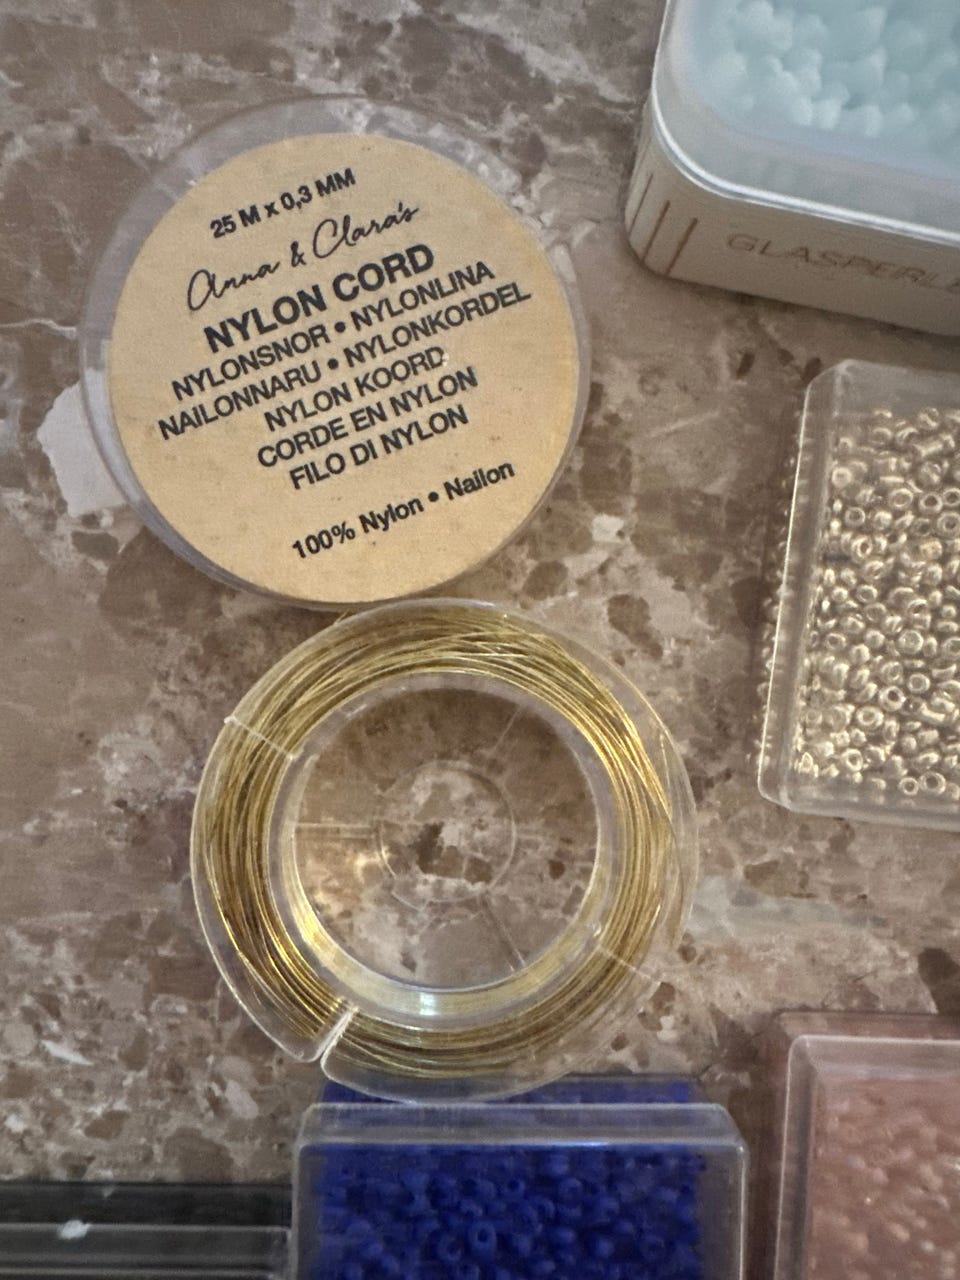 25 M x 0,3 MM
Anna & Clara's
NYLON CORD
NYLONSNOR • NYLONLINA
NAILONNARU • NYLONKORDEL
NYLON KOORD
CORDE EN NYLON
FILO DI NYLON
100% Nylon • Nailon
GLASPERLE